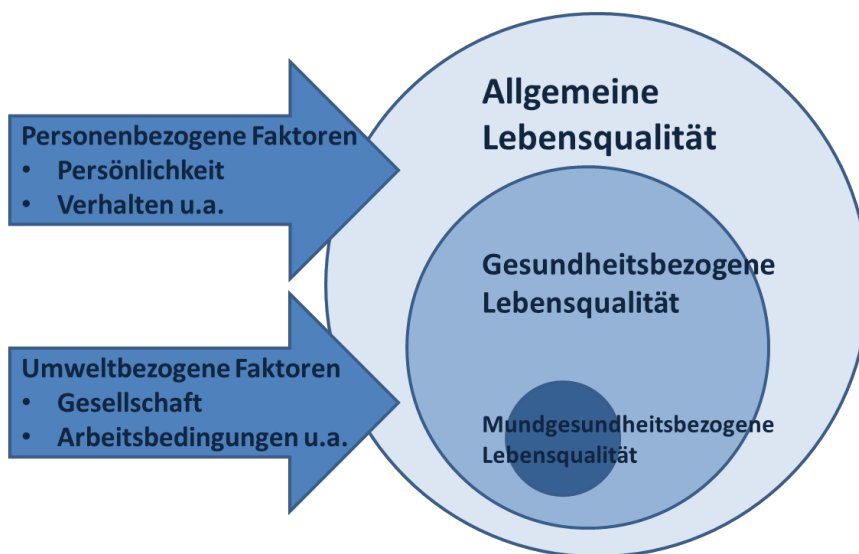 Personenbezogene Faktoren
• Persönlichkeit
• Verhalten u.a.
Umweltbezogene Faktoren
• Gesellschaft
• Arbeitsbedingungen u.a.
Allgemeine
Lebensqualität
Gesundheitsbezogene
Lebensqualität
Mundgesundheitsbezogene
Lebensqualität